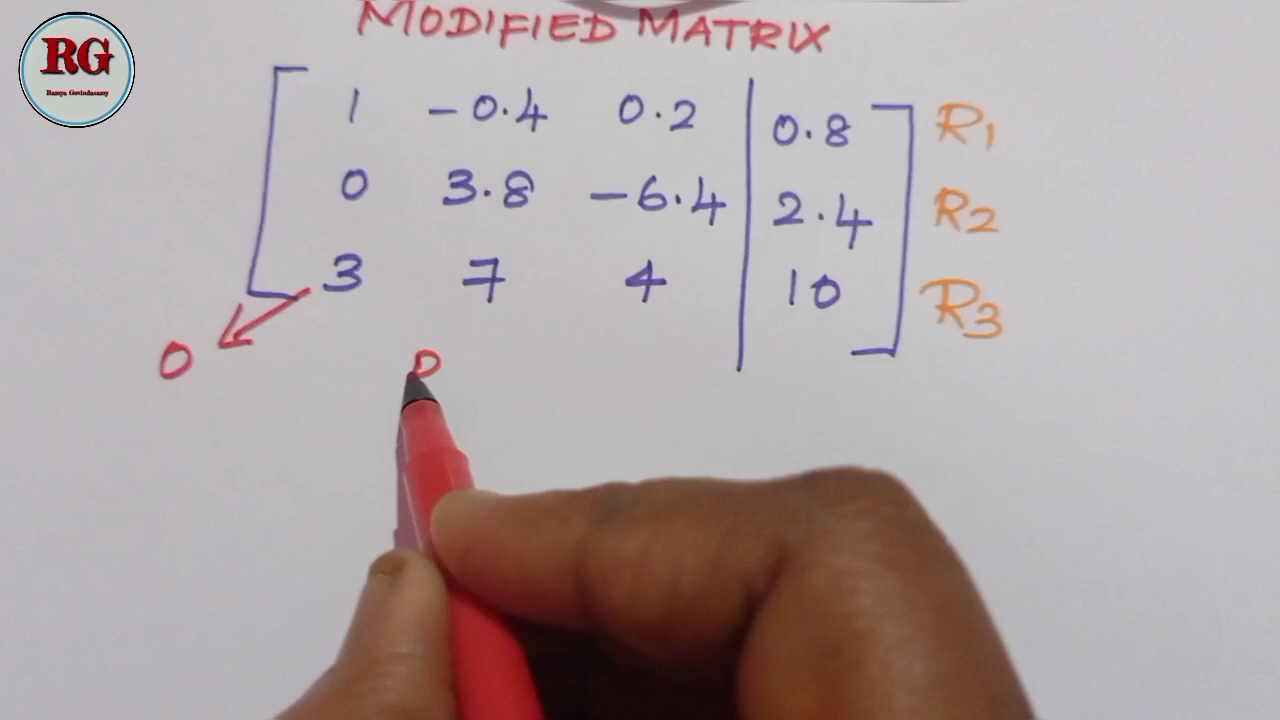 RG
Ramya Govindasamy
MODIFIED MATRIX
1 -0.4 0.2 | 0.8 R1
0 3.8 -6.4 | 2.4 R2
3 7 4 | 10 R3
0